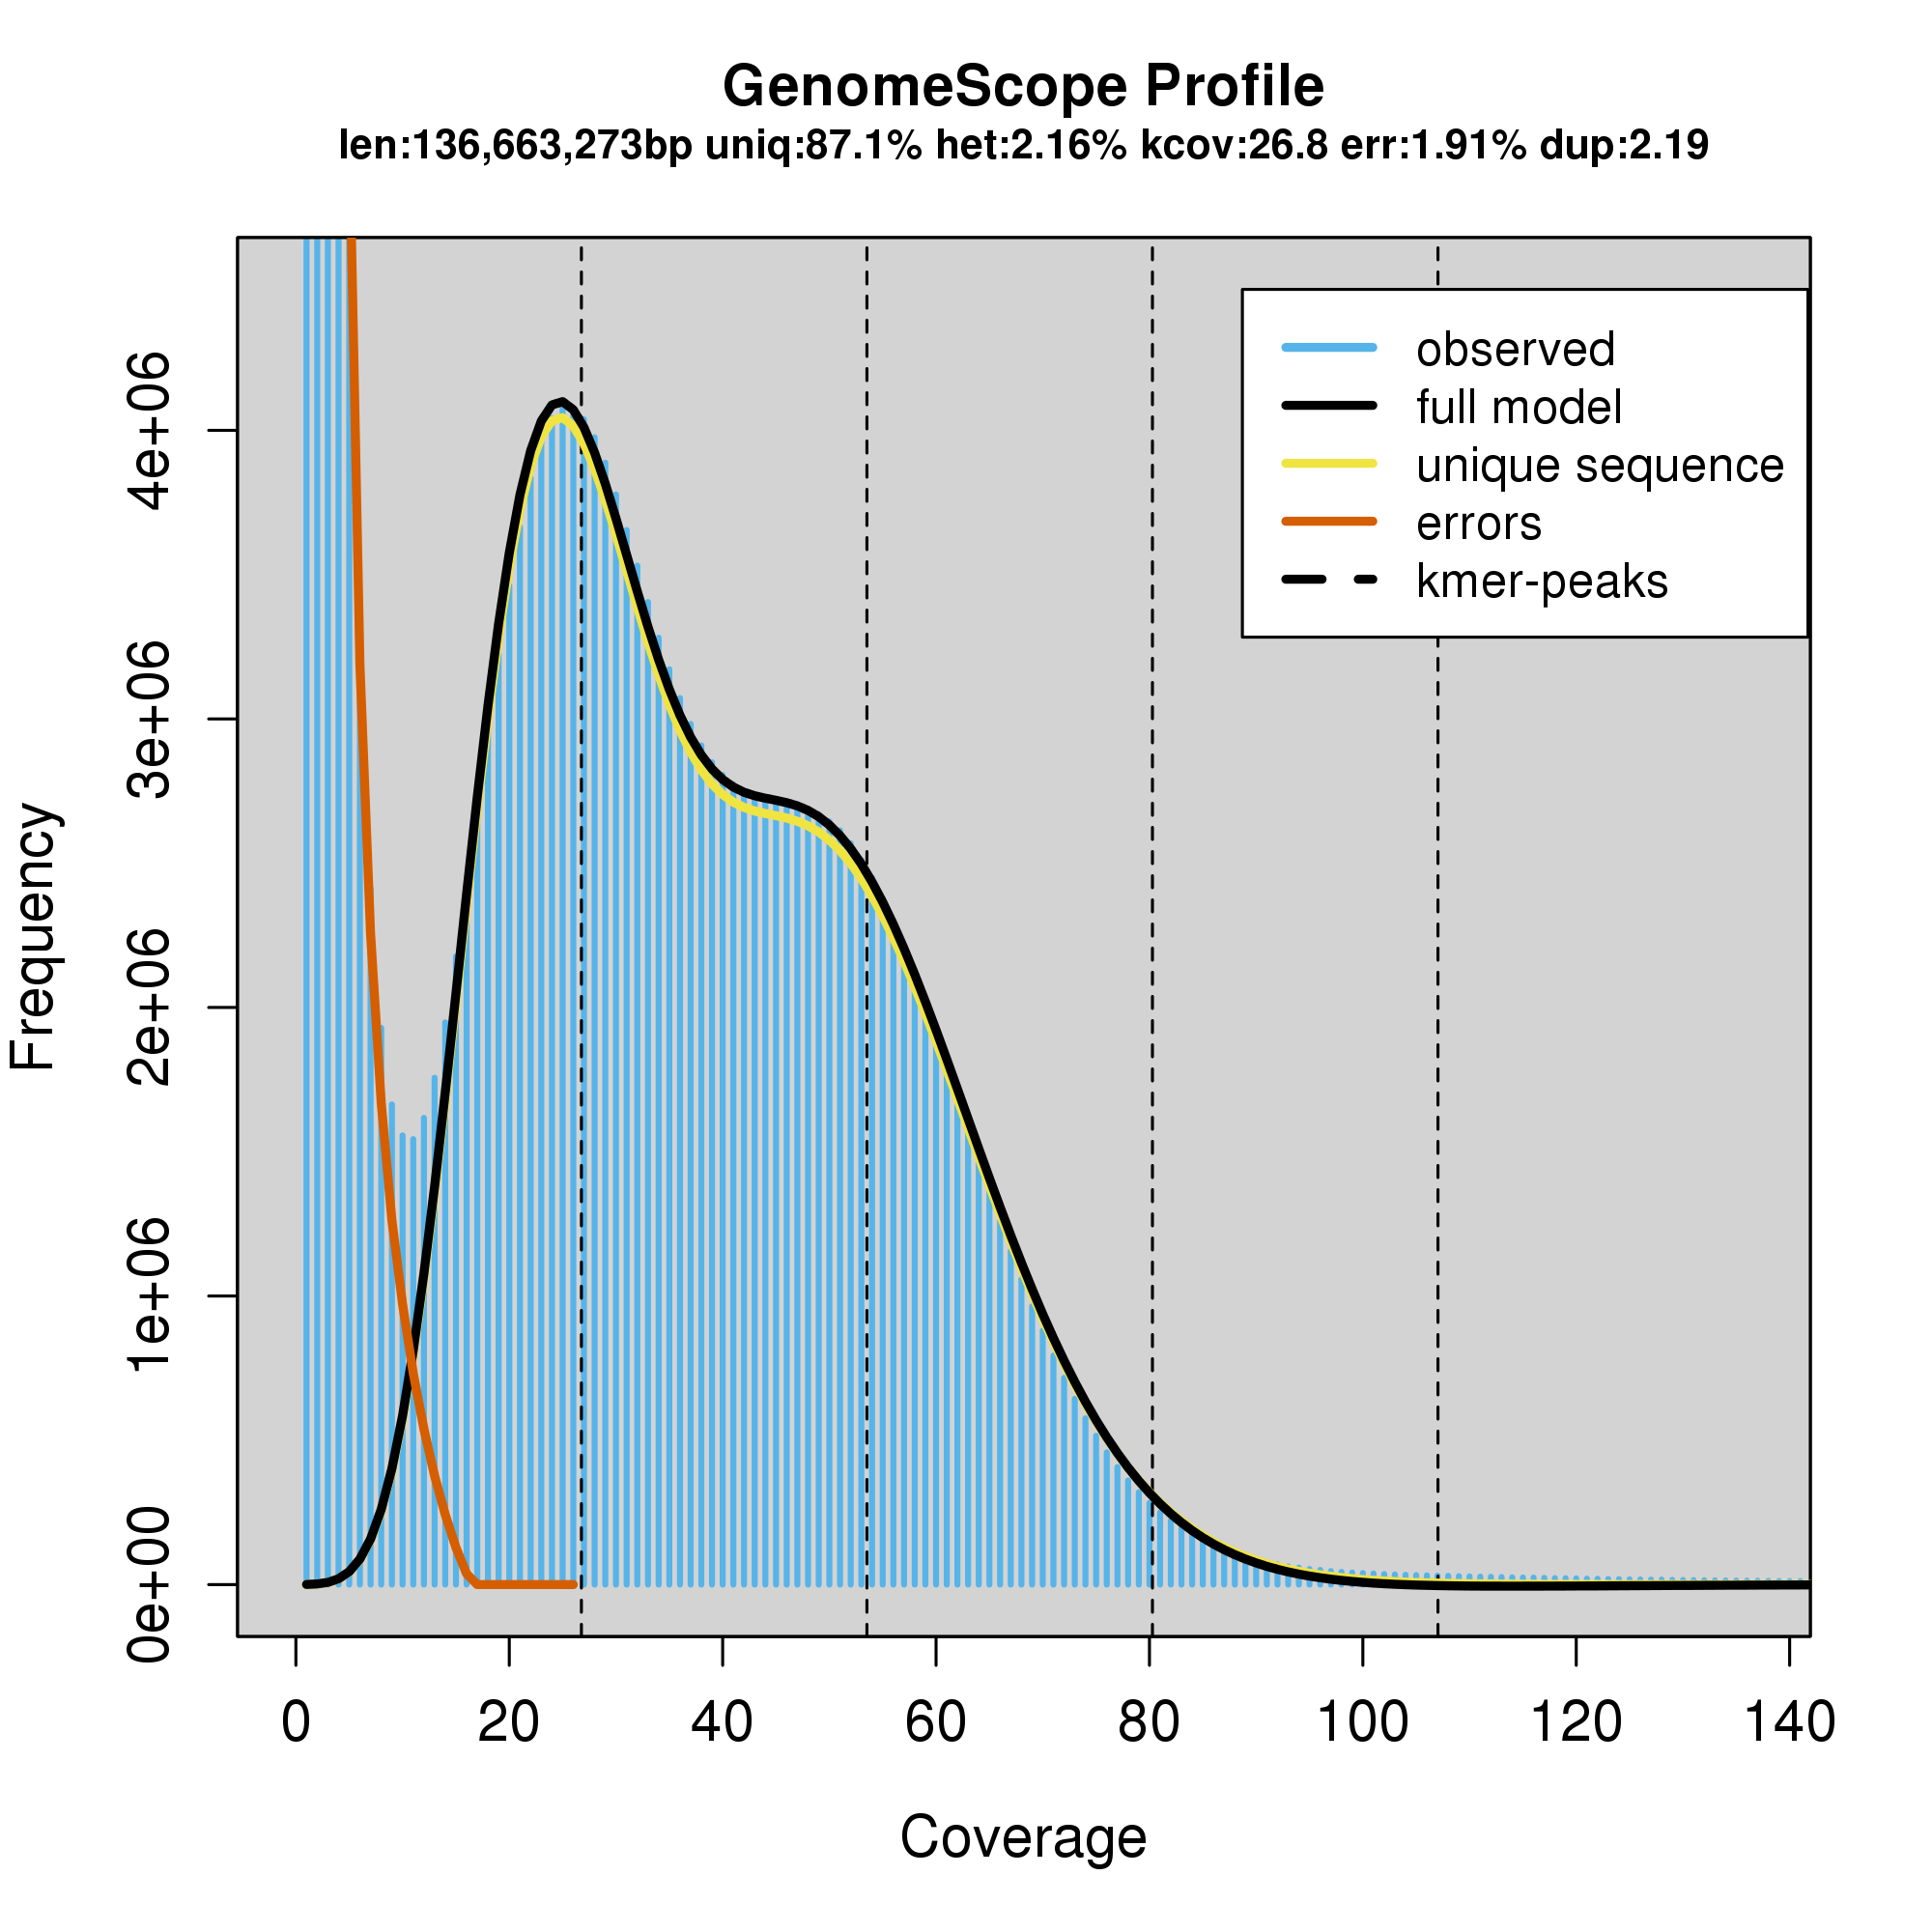 GenomeScope Profile
len:136,663,273bp uniq:87.1% het:2.16% kcov:26.8 err:1.91% dup:2.19
observed
full model
unique sequence
errors
kmer-peaks
Frequency
4e+06
3e+06
2e+06
1e+06
0e+00
0 20 40 60 80 100 120 140
Coverage